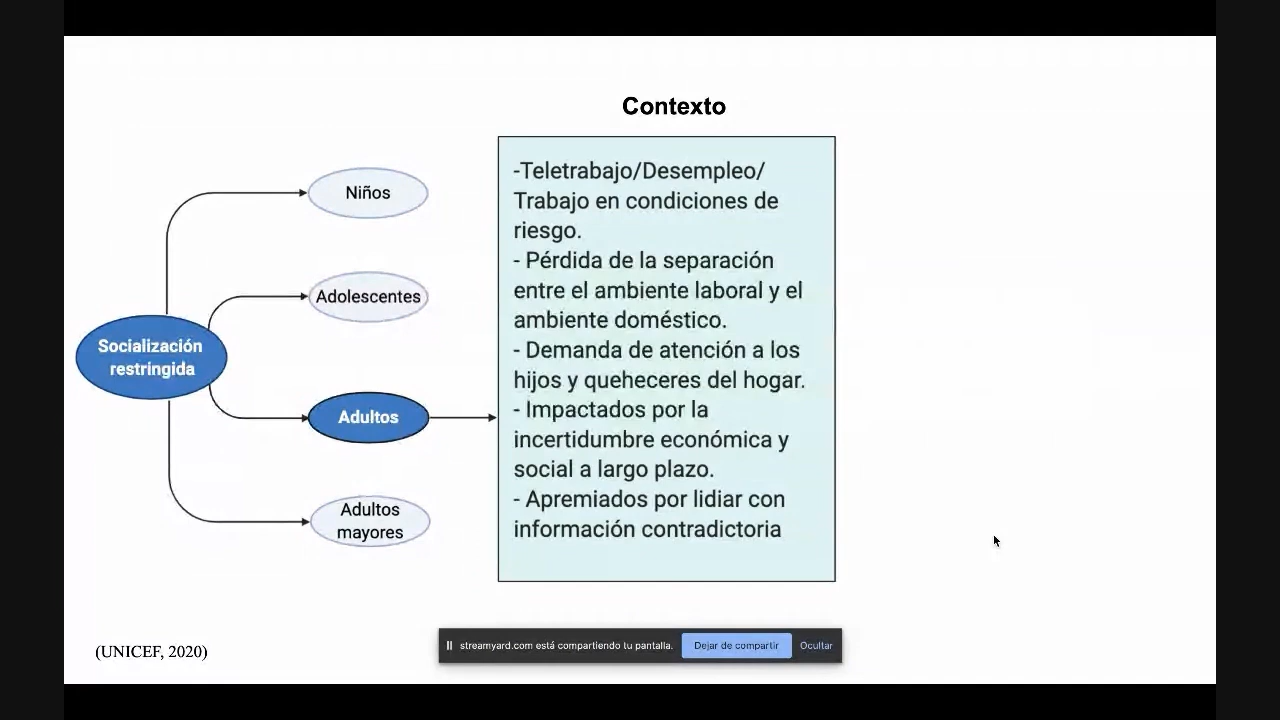 Contexto
Niños
Adolescentes
Socialización
restringida
Adultos
Adultos
mayores
-Teletrabajo/Desempleo/
Trabajo en condiciones de
riesgo.
- Pérdida de la separación
entre el ambiente laboral y el
ambiente doméstico.
- Demanda de atención a los
hijos y queheceres del hogar.
- Impactados por la
incertidumbre económica y
social a largo plazo.
- Apremiados por lidiar con
información contradictoria
(UNICEF, 2020)
streamyard.com está compartiendo tu pantalla. Dejar de compartir Ocultar